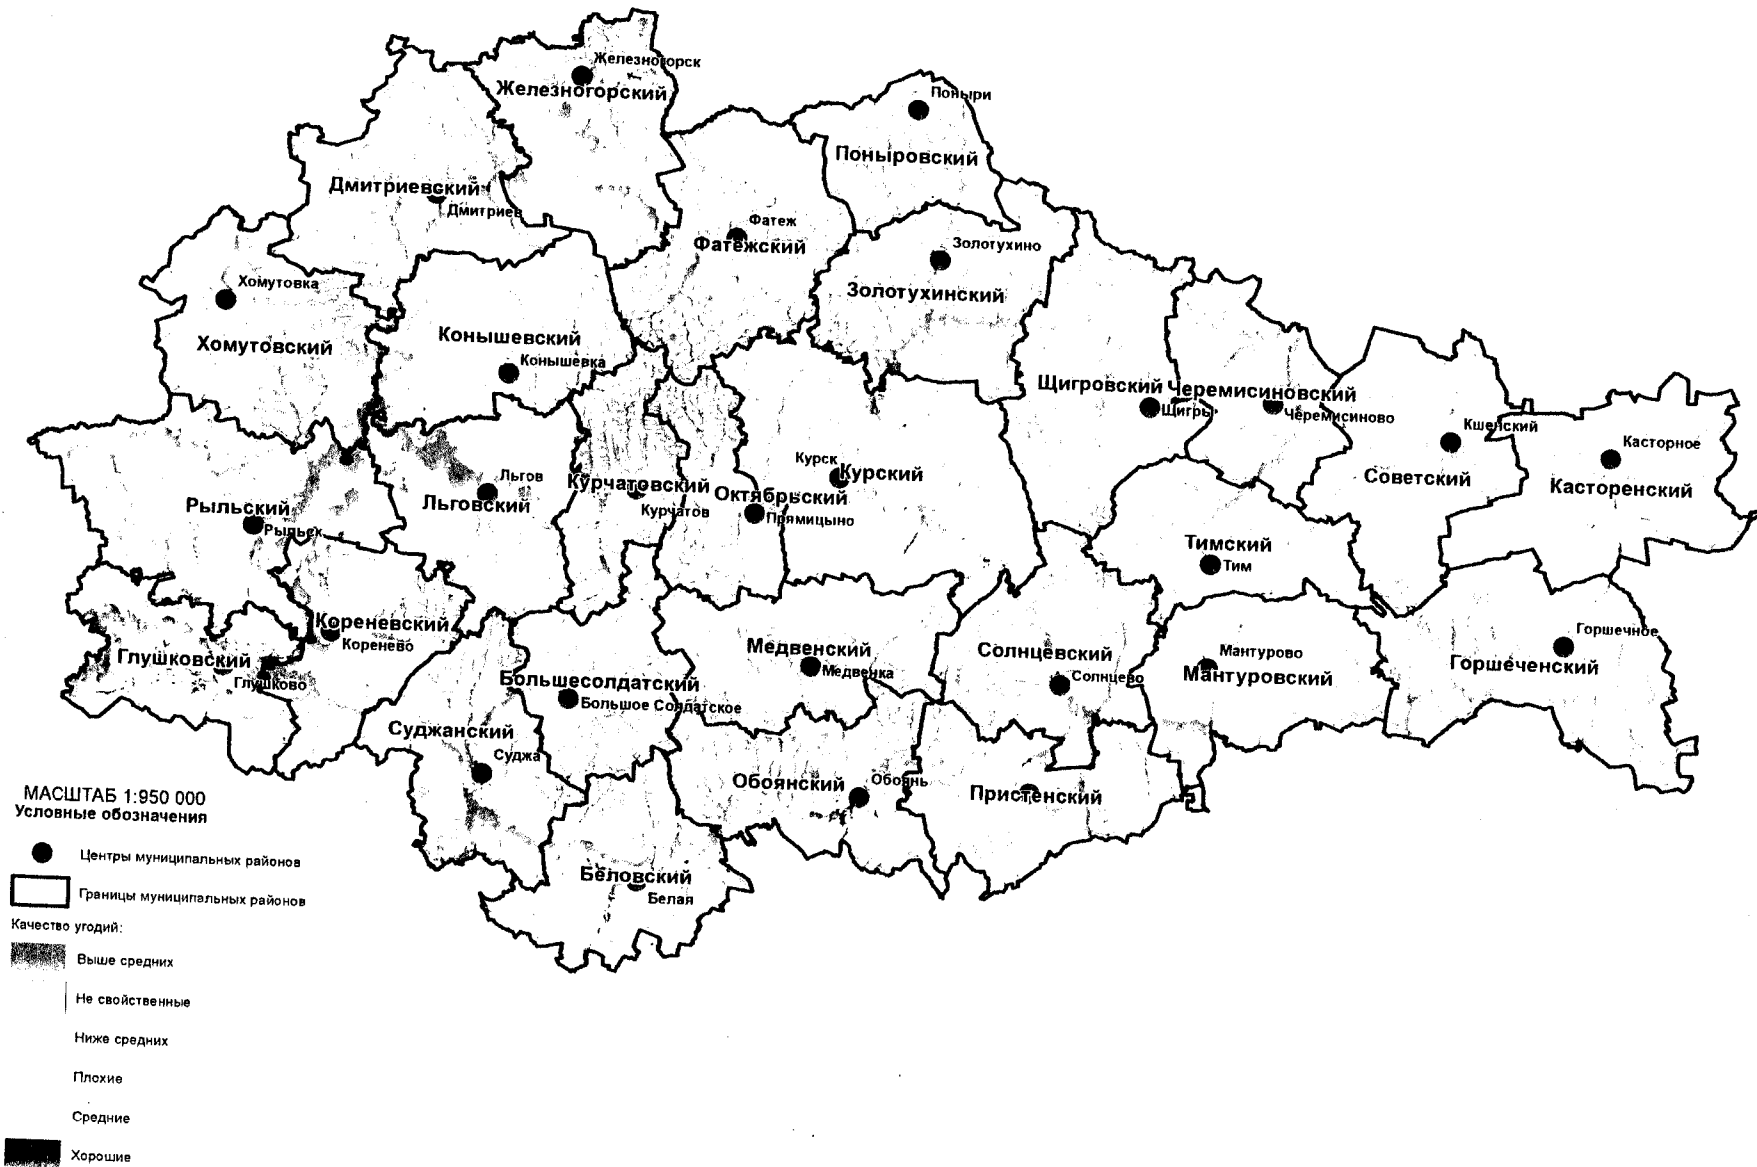 Железногорск
Железногорский
Поныри
Поныровский
Дмитриевский
Дмитриев
Фатеж
Фатежский
Золотухино
Золотухинский
Хомутовка
Хомутовский
Конышевский
Конышевка
Щигровский
Щигры
Черемисиновский
Черемисиново
Кшенский
Советский
Касторное
Касторенский
Курск
Курский
Льгов
Льговский
Курчатовский
Курчатов
Октябрьский
Прямицыно
Рыльский
Рыльск
Тимский
Тим
Кореневский
Коренево
Глушковский
Глушково
Медвенский
Медвенка
Солнцевский
Солнцево
Мантурово
Мантуровский
Горшечное
Горшеченский
Большесолдатский
Большое Солдатское
Суджанский
Суджа
Обоянский
Обоянь
Пристенский
Беловский
Белая
МАСШТАБ 1:950 000
Условные обозначения
Центры муниципальных районов
Границы муниципальных районов
Качество угодий:
Выше средних
Не свойственные
Ниже средних
Плохие
Средние
Хорошие